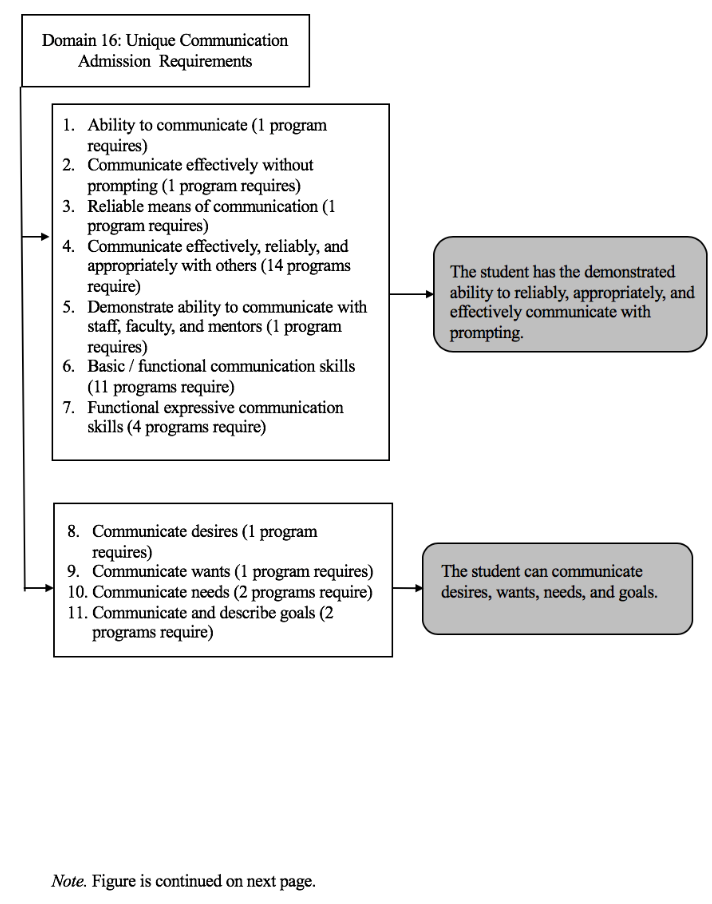 Domain 16: Unique Communication
Admission Requirements
1. Ability to communicate (1 program
requires)
2. Communicate effectively without
prompting (1 program requires)
3. Reliable means of communication (1
program requires)
4. Communicate effectively, reliably, and
appropriately with others (14 programs
require)
5. Demonstrate ability to communicate with
staff, faculty, and mentors (1 program
requires)
6. Basic / functional communication skills
(11 programs require)
7. Functional expressive communication
skills (4 programs require)
The student has the demonstrated
ability to reliably, appropriately, and
effectively communicate with
prompting.
8. Communicate desires (1 program
requires)
9. Communicate wants (1 program requires)
10. Communicate needs (2 programs require)
11. Communicate and describe goals (2
programs require)
The student can communicate
desires, wants, needs, and goals.
Note. Figure is continued on next page.